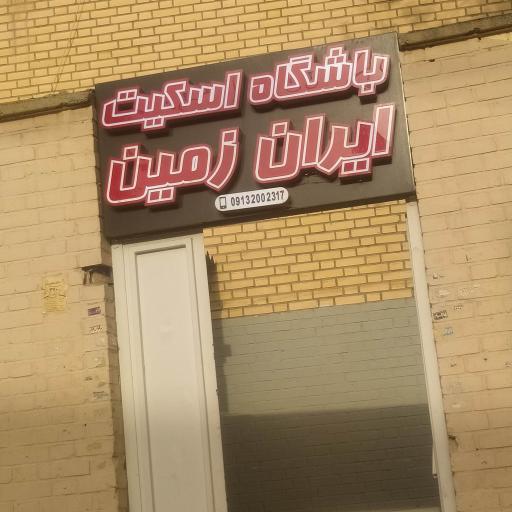 باشگاه اسکیت
ایران زمین
09132002317